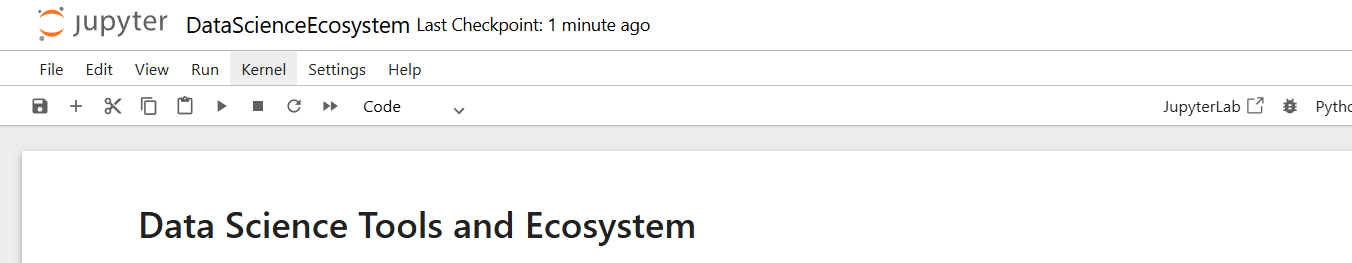 jupyter DataScienceEcosystem Last Checkpoint: 1 minute ago
File Edit View Run Kernel Settings Help
Code JupyterLab Pytho
Data Science Tools and Ecosystem